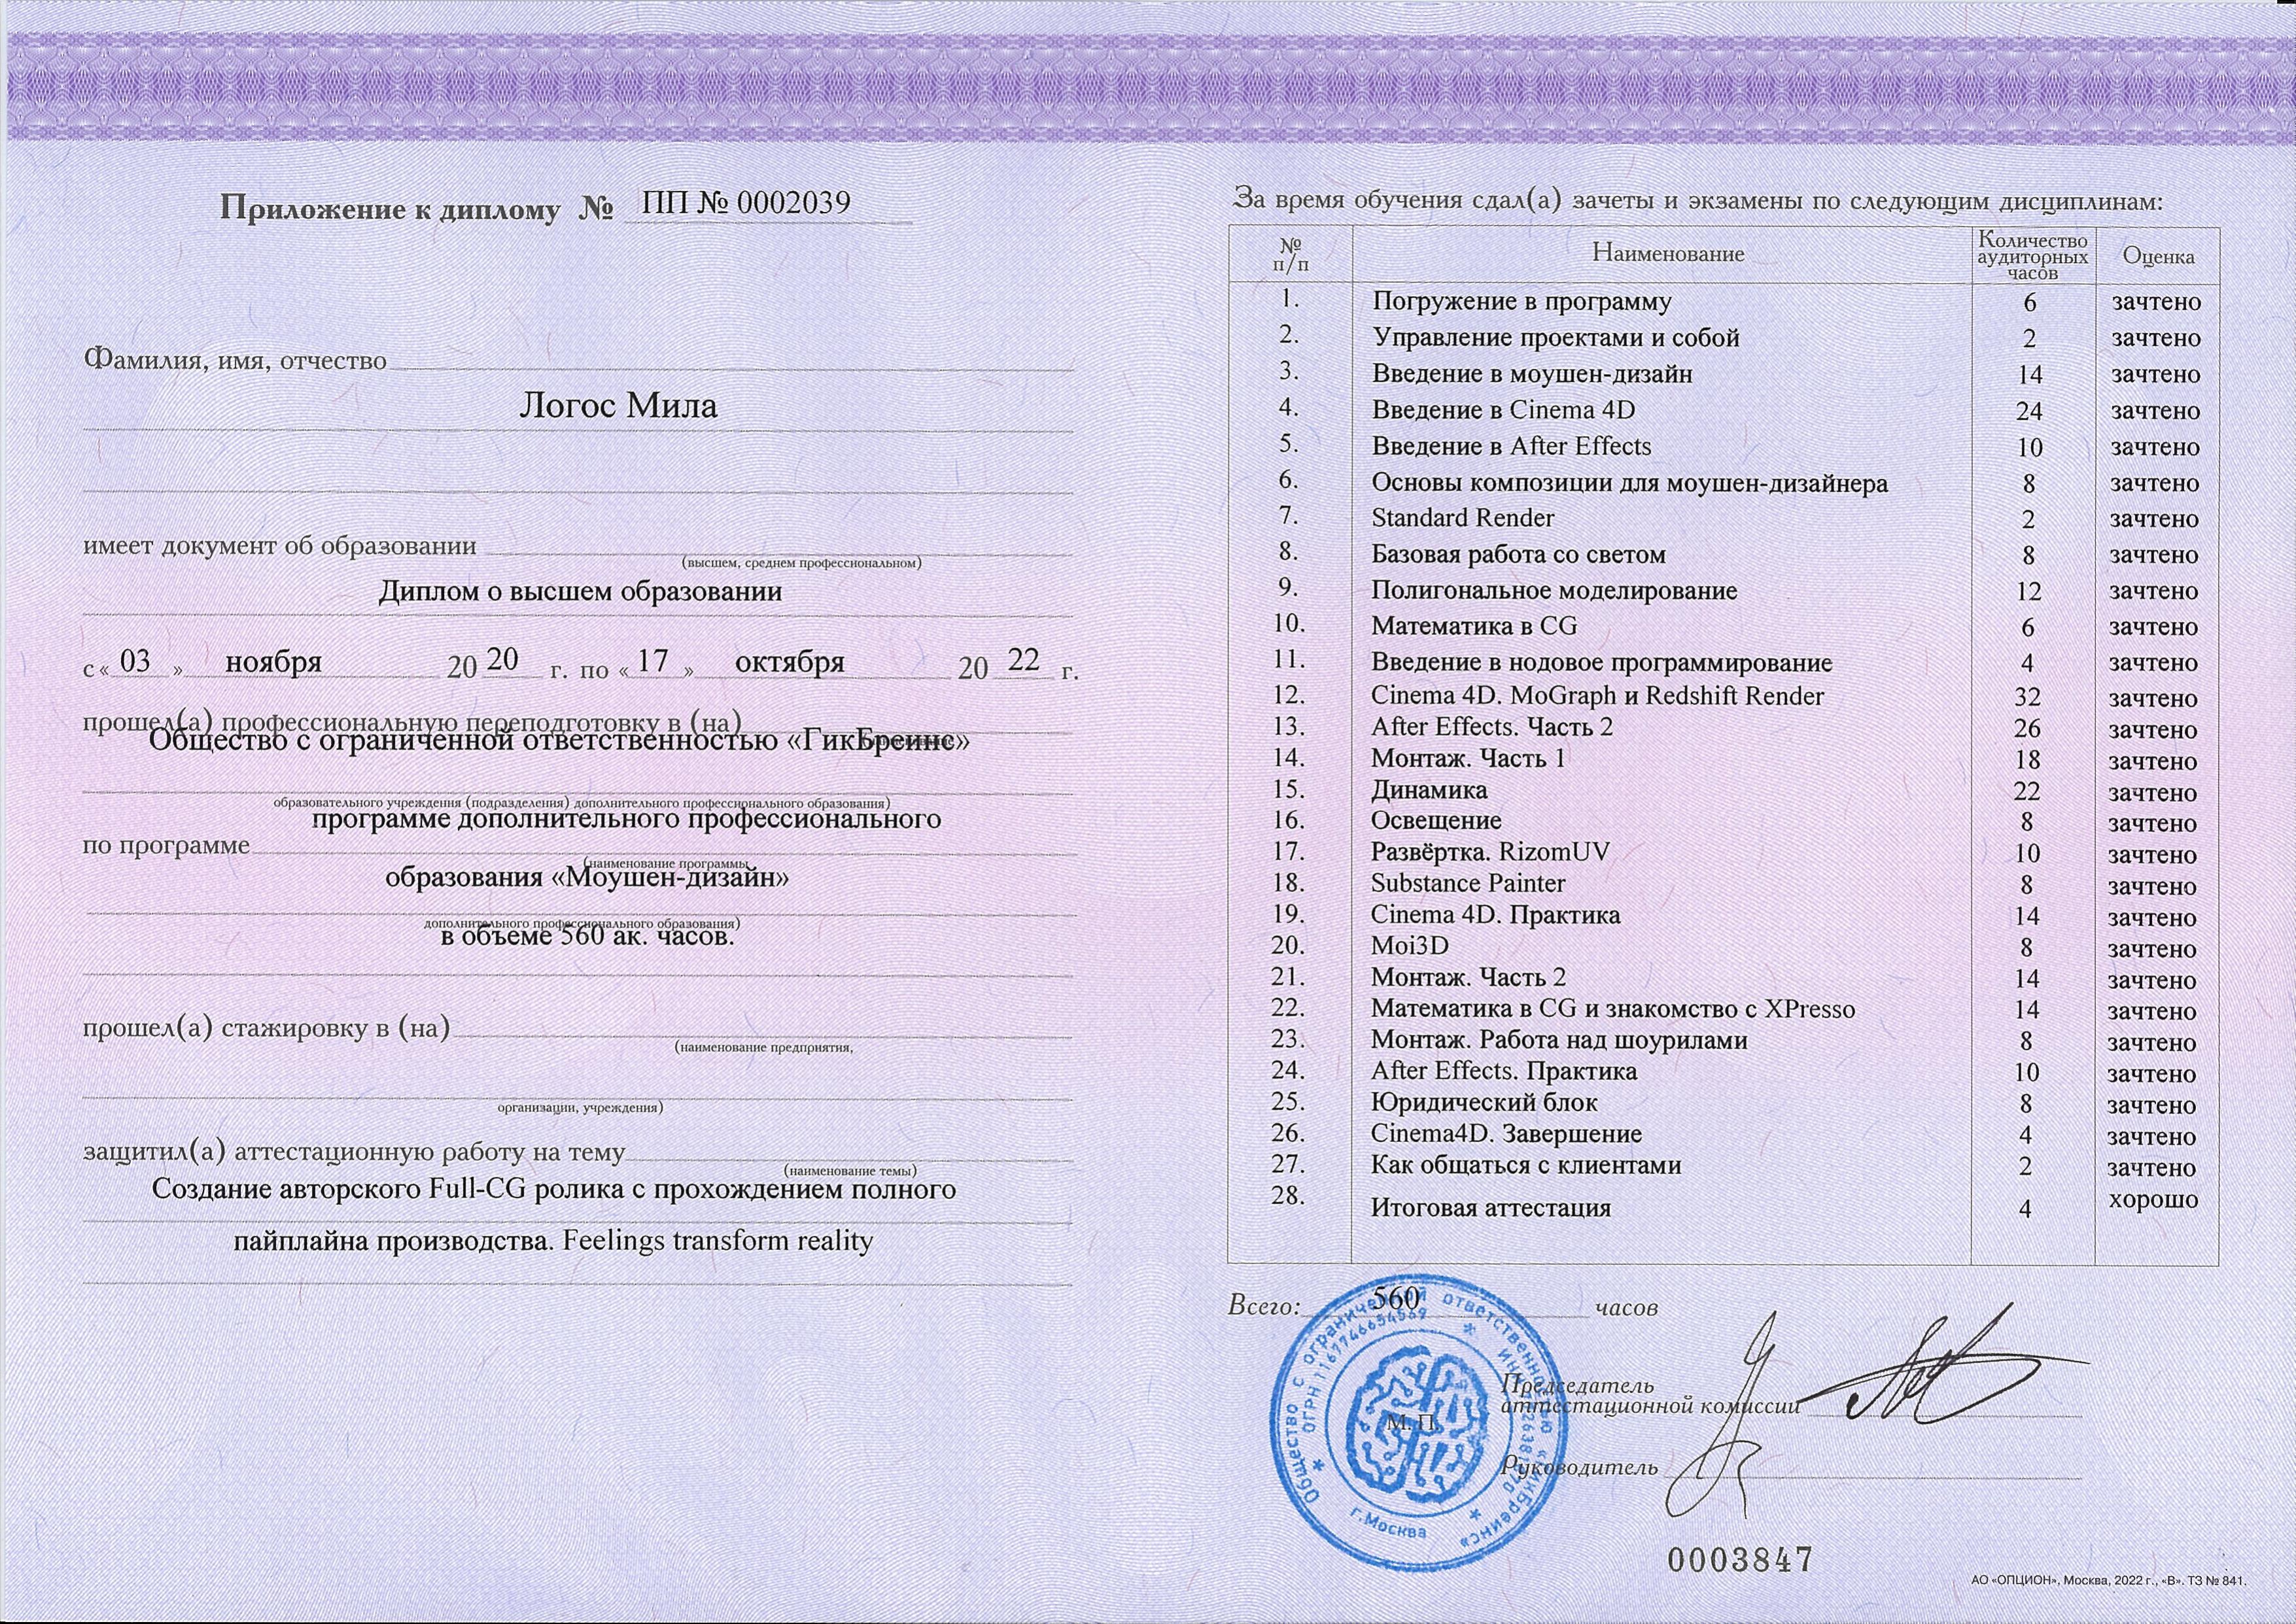 Приложение к диплому № ПП № 0002039
Фамилия, имя, отчество
Логос Мила
имеет документ об образовании
(высшем, среднем профессиональном)
Диплом о высшем образовании
с « 03 » ноября 20 20 г. по « 17 » октября 20 22 г.
прошел(а) профессиональную переподготовку в (на)
Общество с ограниченной ответственностью «ГикБреинс»
образовательного учреждения (подразделения) дополнительного профессионального образования)
программе дополнительного профессионального
по программе
(наименование программы
образования «Моушен-дизайн»
дополнительного профессионального образования)
в объеме 560 ак. часов.
прошел(а) стажировку в (на)
(наименование предприятия,
организации, учреждения)
защитил(а) аттестационную работу на тему
(наименование темы)
Создание авторского Full-CG ролика с прохождением полного
пайплайна производства. Feelings transform reality
За время обучения сдал(а) зачеты и экзамены по следующим дисциплинам:
№ п/п Наименование Количество аудиторных часов Оценка
1. Погружение в программу 6 зачтено
2. Управление проектами и собой 2 зачтено
3. Введение в моушен-дизайн 14 зачтено
4. Введение в Cinema 4D 24 зачтено
5. Введение в After Effects 10 зачтено
6. Основы композиции для моушен-дизайнера 8 зачтено
7. Standard Render 2 зачтено
8. Базовая работа со светом 8 зачтено
9. Полигональное моделирование 12 зачтено
10. Математика в CG 6 зачтено
11. Введение в нодовое программирование 4 зачтено
12. Cinema 4D. MoGraph и Redshift Render 32 зачтено
13. After Effects. Часть 2 26 зачтено
14. Монтаж. Часть 1 18 зачтено
15. Динамика 22 зачтено
16. Освещение 8 зачтено
17. Развёртка. RizomUV 10 зачтено
18. Substance Painter 8 зачтено
19. Cinema 4D. Практика 14 зачтено
20. Moi3D 8 зачтено
21. Монтаж. Часть 2 14 зачтено
22. Математика в CG и знакомство с XPresso 14 зачтено
23. Монтаж. Работа над шоурилами 8 зачтено
24. After Effects. Практика 10 зачтено
25. Юридический блок 8 зачтено
26. Cinema4D. Завершение 4 зачтено
27. Как общаться с клиентами 2 зачтено
28. Итоговая аттестация 4 хорошо
Всего: 560 часов
Общество с ограниченной ответственностью «ГикБреинс»
г.Москва
М.П.
Председатель
аттестационной комиссии
Руководитель
0003847
АО «ОПЦИОН», Москва, 2022 г., «В». ТЗ № 841.